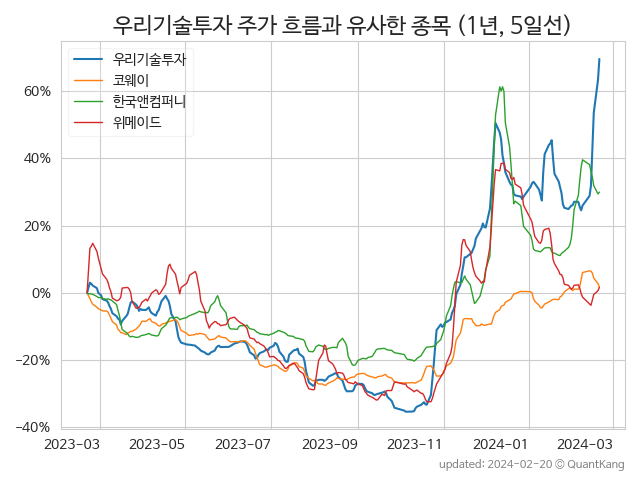 우리기술투자 주가 흐름과 유사한 종목 (1년, 5일선)
우리기술투자
코웨이
한국앤컴퍼니
위메이드
60%
40%
20%
0%
−20%
−40%
2023-03 2023-05 2023-07 2023-09 2023-11 2024-01 2024-03
updated: 2024-02-20 © QuantKang